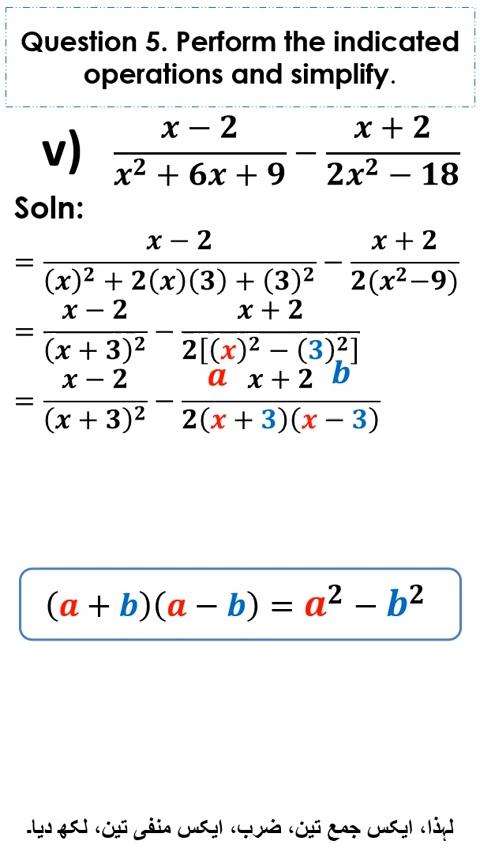 Question 5. Perform the indicated
operations and simplify.
v) (x − 2)/(x² + 6x + 9) − (x + 2)/(2x² − 18)
Soln:
= (x − 2)/((x)² + 2(x)(3) + (3)²) − (x + 2)/(2(x²−9))
= (x − 2)/((x + 3)²) − (x + 2)/(2[(x)² − (3)²])
a b
= (x − 2)/((x + 3)²) − (x + 2)/(2(x + 3)(x − 3))
(a + b)(a − b) = a² − b²
لہذا، ایکس جمع تین، ضرب، ایکس منفی تین، لکھ دیا۔